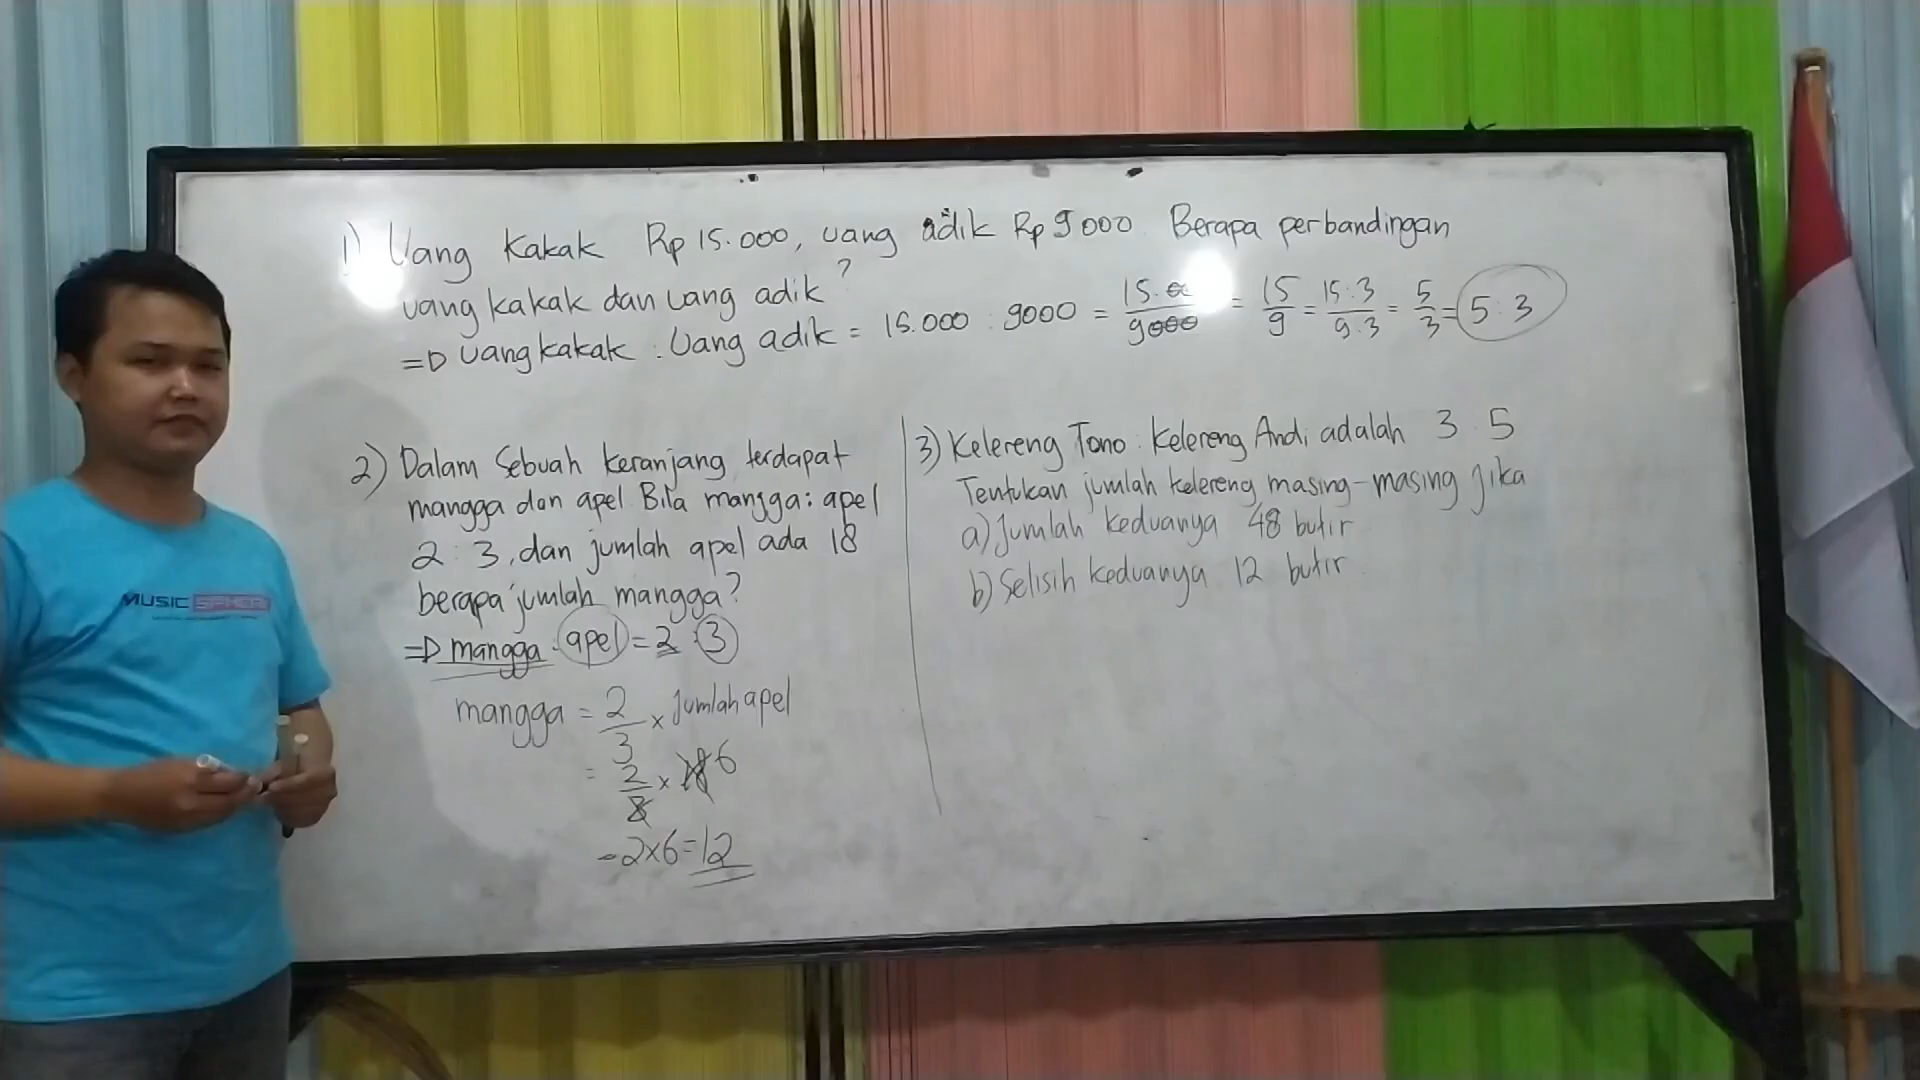 1) Uang Kakak Rp 15.000, uang adik Rp 9000 Berapa perbandingan
uang kakak dan uang adik ?
=D Uang kakak : Uang adik = 15.000 : 9000 = 15.000/9000 = 15/9 = 15:3/9:3 = 5/3 = 5:3
2) Dalam Sebuah keranjang terdapat
mangga dan apel Bila mangga : apel
2 : 3, dan jumlah apel ada 18
berapa jumlah mangga?
=D mangga : apel = 2 : 3
mangga = 2/3 × jumlah apel
= 2/3 × 18 6
= 2×6 = 12
3) Kelereng Tono : Kelereng Andi adalah 3 : 5
Tentukan jumlah kelereng masing-masing jika
a) Jumlah keduanya 48 butir
b) Selisih keduanya 12 butir
MUSIC